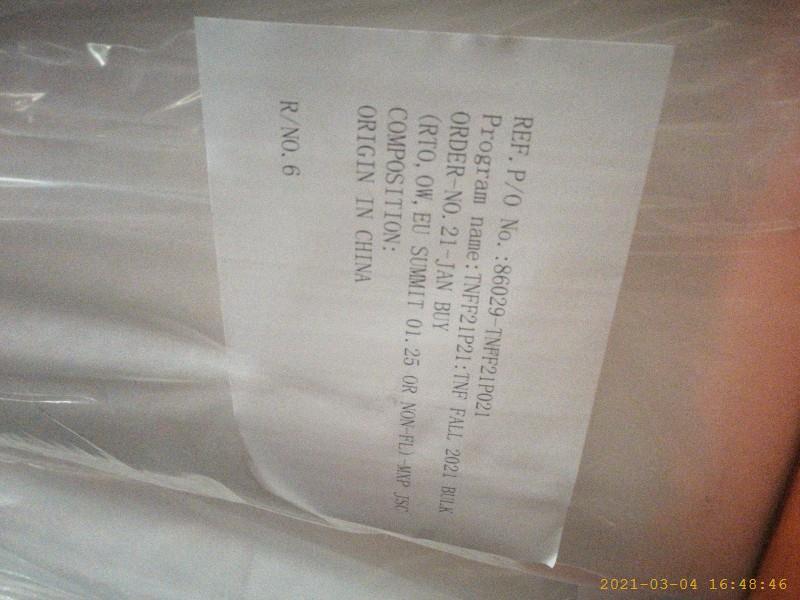 REF. P/O No. :86029-TNFF21P021
Program name:TNFF21P21:TNF FALL 2021 BULK
ORDER-NO. 21-JAN BUY
(RTO, OW, EU SUMMIT 01.25 OR NON-FL)-MXP JSC
COMPOSITION:
ORIGIN IN CHINA
R/NO. 6
2021-03-04 16:48:46